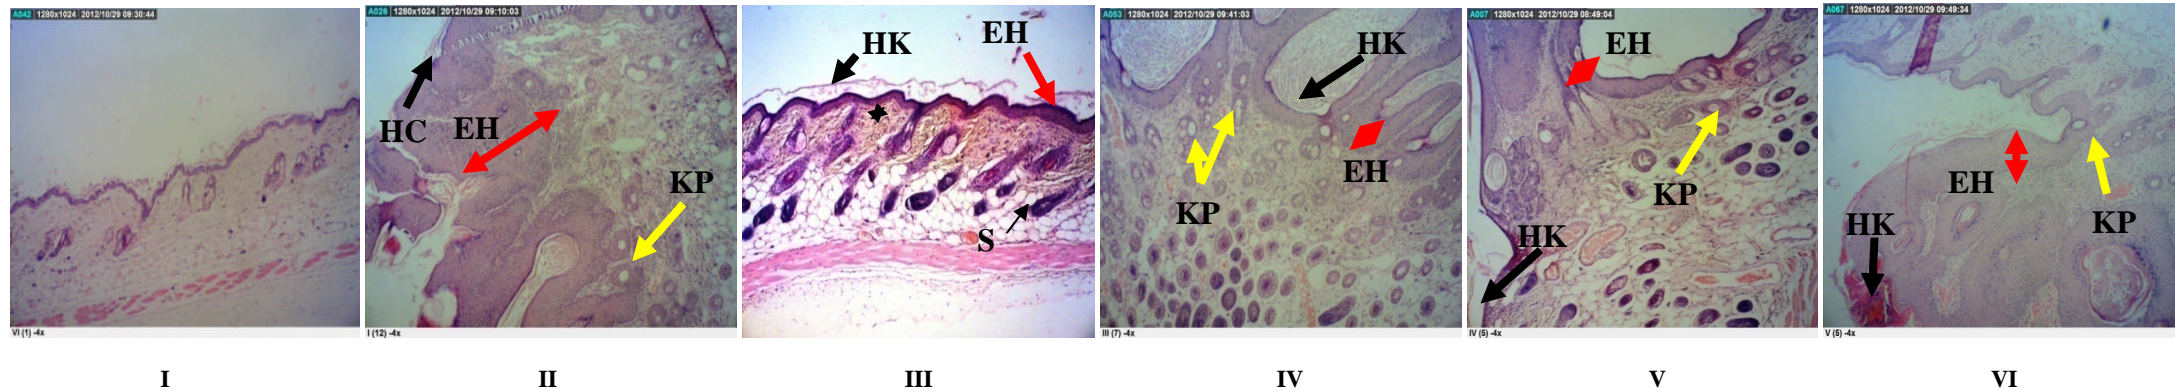 A042 1280x1024 2012/10/29 09:30:44
VI (1) -4x
I
A026 1280x1024 2012/10/29 09:10:03
HC
EH
KP
I (12) -4x
II
HK
EH
S
III
A053 1280x1024 2012/10/29 09:41:03
HK
EH
KP
III (7) -4x
IV
A007 1280x1024 2012/10/29 08:49:04
EH
KP
HK
IV (5) -4x
V
A067 1280x1024 2012/10/29 09:49:34
EH
HK
KP
V (5) -4x
VI